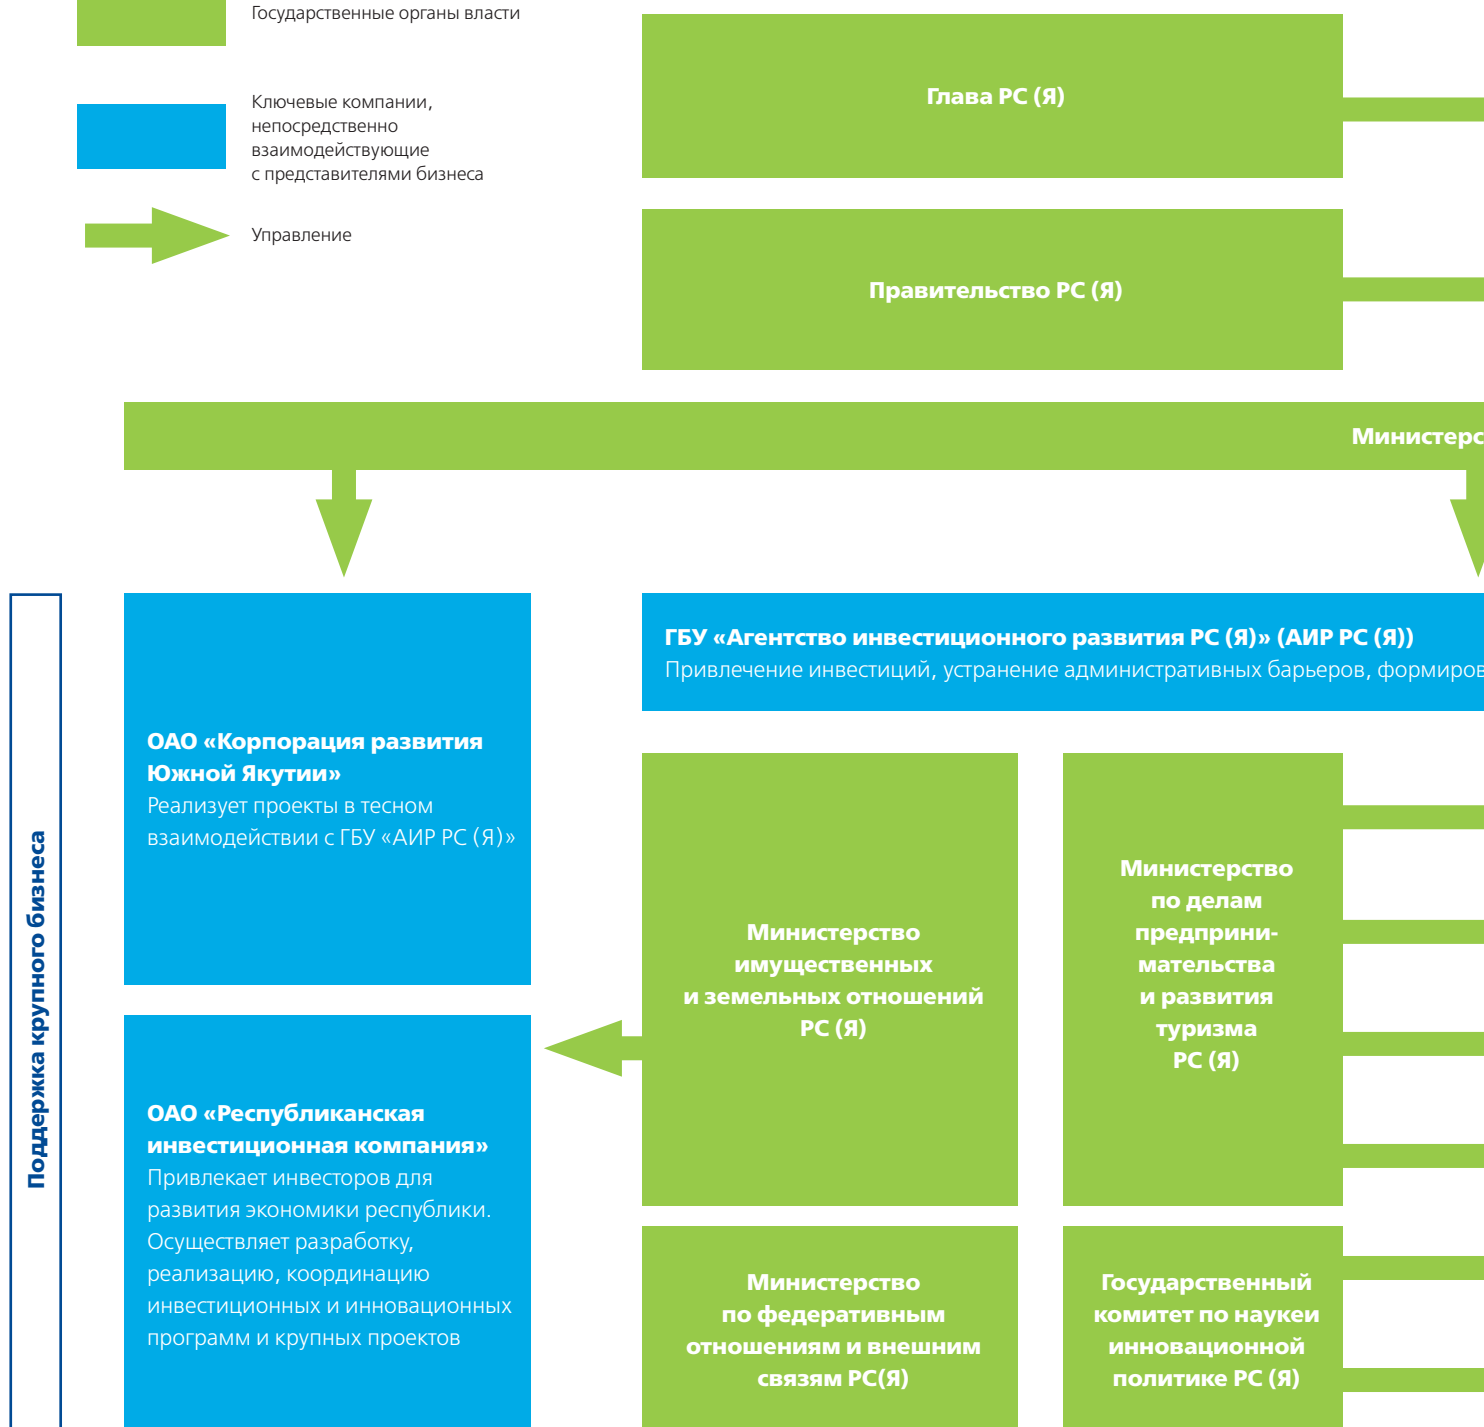 Государственные органы власти
Ключевые компании,
непосредственно
взаимодействующие
с представителями бизнеса
Управление
Глава РС (Я)
Правительство РС (Я)
ГБУ «Агентство инвестиционного развития РС (Я)» (АИР РС (Я))
Привлечение инвестиций, устранение административных барьеров,
Поддержка крупного бизнеса
ОАО «Корпорация развития
Южной Якутии»
Реализует проекты в тесном
взаимодействии с ГБУ «АИР РС (Я)»
ОАО «Республиканская
инвестиционная компания»
Привлекает инвесторов для
развития экономики республики.
Осуществляет разработку,
реализацию, координацию
инвестиционных и инновационных
программ и крупных проектов
Министерство
имущественных
и земельных отношений
РС (Я)
Министерство
по делам
предприни-
мательства
и развития
туризма
РС (Я)
Министерство
по федеративным
отношениям и внешним
связям РС(Я)
Государственный
комитет по наукеи
инновационной
политике РС (Я)